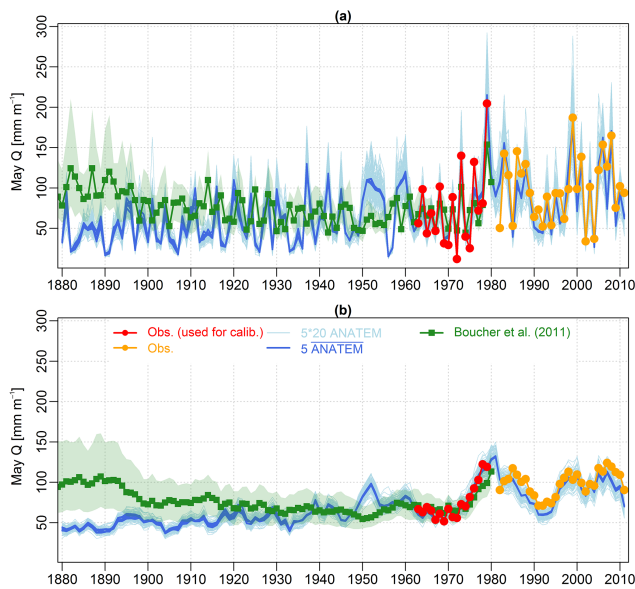 (a)
May Q [mm m⁻¹]
300
250
200
150
100
50
1880 1890 1900 1910 1920 1930 1940 1950 1960 1970 1980 1990 2000 2010
(b)
May Q [mm m⁻¹]
300
250
200
150
100
50
Obs. (used for calib.)
5*20 ANATEM
Boucher et al. (2011)
Obs.
5 ANATEM
1880 1890 1900 1910 1920 1930 1940 1950 1960 1970 1980 1990 2000 2010